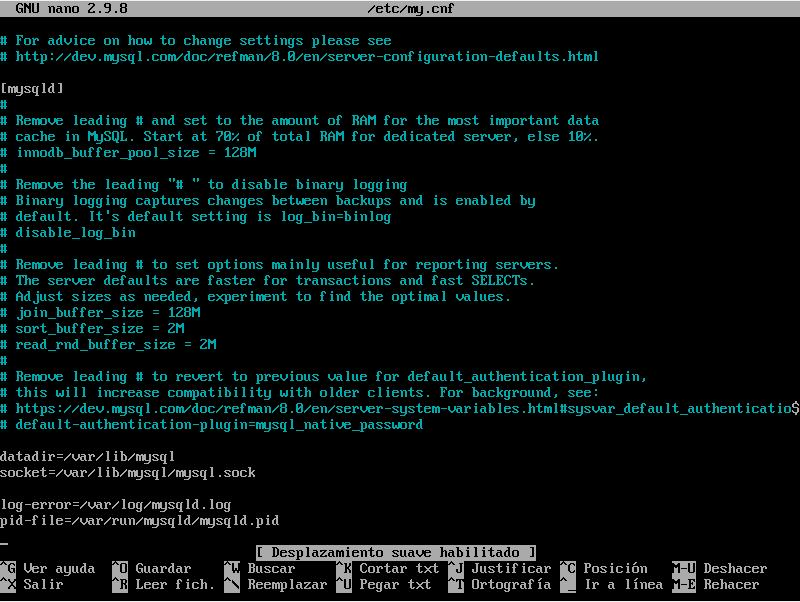 GNU nano 2.9.8 /etc/my.cnf
# For advice on how to change settings please see
# http://dev.mysql.com/doc/refman/8.0/en/server-configuration-defaults.html
[mysqld]
#
# Remove leading # and set to the amount of RAM for the most important data
# cache in MySQL. Start at 70% of total RAM for dedicated server, else 10%.
# innodb_buffer_pool_size = 128M
#
# Remove the leading "# " to disable binary logging
# Binary logging captures changes between backups and is enabled by
# default. It's default setting is log_bin=binlog
# disable_log_bin
#
# Remove leading # to set options mainly useful for reporting servers.
# The server defaults are faster for transactions and fast SELECTs.
# Adjust sizes as needed, experiment to find the optimal values.
# join_buffer_size = 128M
# sort_buffer_size = 2M
# read_rnd_buffer_size = 2M
#
# Remove leading # to revert to previous value for default_authentication_plugin,
# this will increase compatibility with older clients. For background, see:
# https://dev.mysql.com/doc/refman/8.0/en/server-system-variables.html#sysvar_default_authenticatio$
# default-authentication-plugin=mysql_native_password
datadir=/var/lib/mysql
socket=/var/lib/mysql/mysql.sock
log-error=/var/log/mysqld.log
pid-file=/var/run/mysqld/mysqld.pid
[ Desplazamiento suave habilitado ]
^G Ver ayuda ^O Guardar ^W Buscar ^K Cortar txt ^J Justificar ^C Posición M-U Deshacer
^X Salir ^R Leer fich. ^\ Reemplazar ^U Pegar txt ^T Ortografía ^_ Ir a línea M-E Rehacer